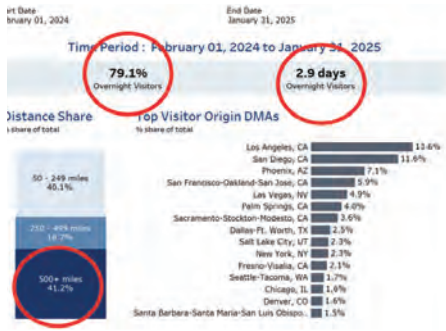 art Date
bruary 01, 2024
End Date
January 31, 2025
Time Period : February 01, 2024 to January 31, 2025
79.1%
Overnight Visitors
2.9 days
Overnight Visitors
Distance Share
% share of total
Top Visitor Origin DMAs
% share of total
50 - 249 miles
40.1%
250 - 499 miles
18.7%
500+ miles
41.2%
Los Angeles, CA 13.6%
San Diego, CA 11.6%
Phoenix, AZ 7.1%
San Francisco-Oakland-San Jose, CA 5.9%
Las Vegas, NV 4.9%
Palm Springs, CA 4.0%
Sacramento-Stockton-Modesto, CA 3.6%
Dallas-Ft. Worth, TX 2.5%
Salt Lake City, UT 2.3%
New York, NY 2.3%
Fresno-Visalia, CA 2.1%
Seattle-Tacoma, WA 1.7%
Chicago, IL 1.6%
Denver, CO 1.6%
Santa Barbara-Santa Maria-San Luis Obispo.. 1.5%